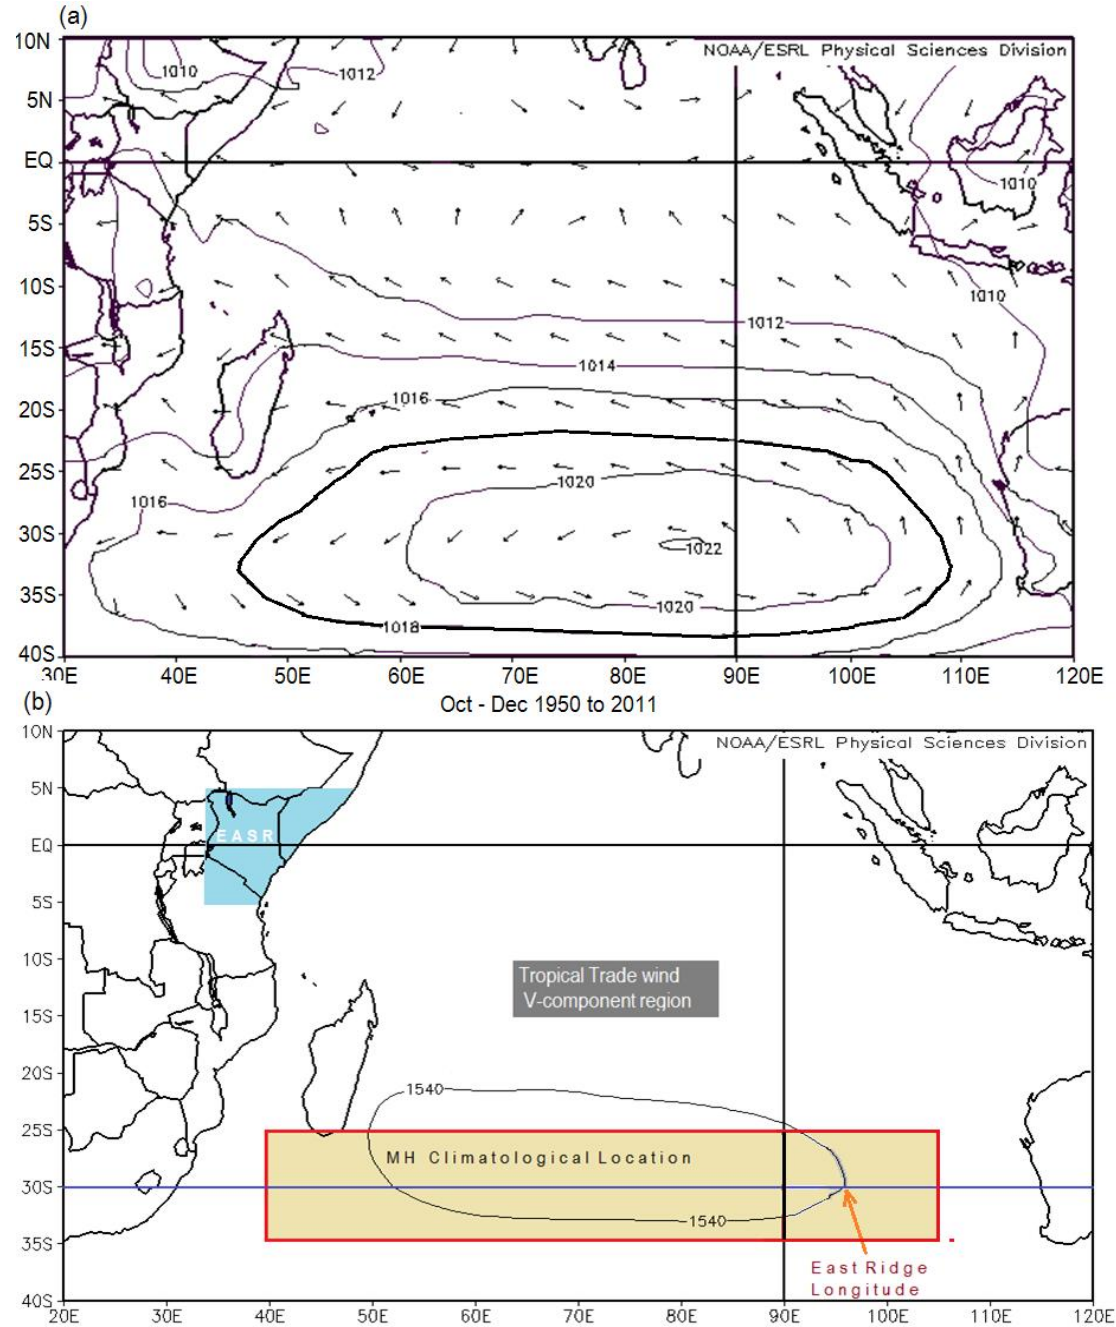 (a)
NOAA/ESRL Physical Sciences Division
10N
5N
EQ
5S
10S
15S
20S
25S
30S
35S
40S
1010
1012
1010
1010
1012
1014
1016
1016
1020
1022
1020
1018
30E 40E 50E 60E 70E 80E 90E 100E 110E 120E
Oct - Dec 1950 to 2011
(b)
NOAA/ESRL Physical Sciences Division
10N
5N
EQ
5S
10S
15S
20S
25S
30S
35S
40S
EASR
Tropical Trade wind
V-component region
1540
MH Climatological Location
1540
East Ridge
Longitude
20E 30E 40E 50E 60E 70E 80E 90E 100E 110E 120E